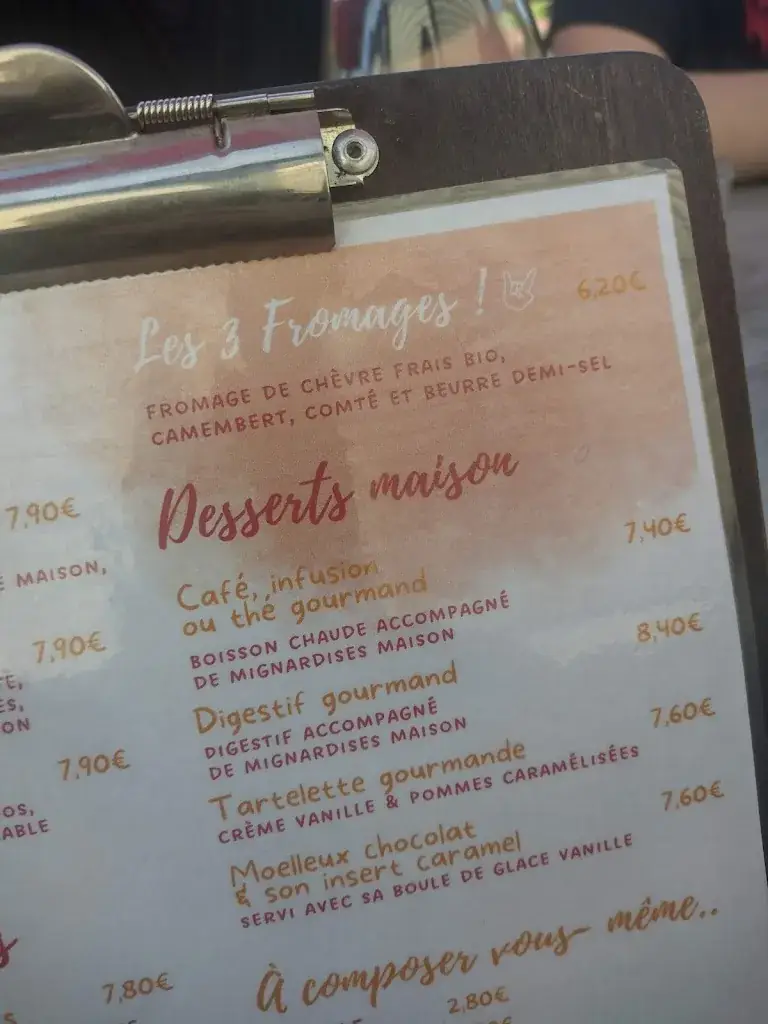 Les 3 Fromages ! 6,20€
FROMAGE DE CHÈVRE FRAIS BIO,
CAMEMBERT, COMTÉ ET BEURRE DEMI-SEL
Desserts maison
Café, infusion
ou thé gourmand 7,40€
BOISSON CHAUDE ACCOMPAGNÉ
DE MIGNARDISES MAISON
Digestif gourmand 8,40€
DIGESTIF ACCOMPAGNÉ
DE MIGNARDISES MAISON
Tartelette gourmande 7,60€
CRÈME VANILLE & POMMES CARAMÉLISÉES
Moelleux chocolat
& son insert caramel 7,60€
SERVI AVEC SA BOULE DE GLACE VANILLE
À composer vous-même..
2,80€
7,90€
MAISON,
7,90€
ON
7,90€
OS,
ABLE
7,80€